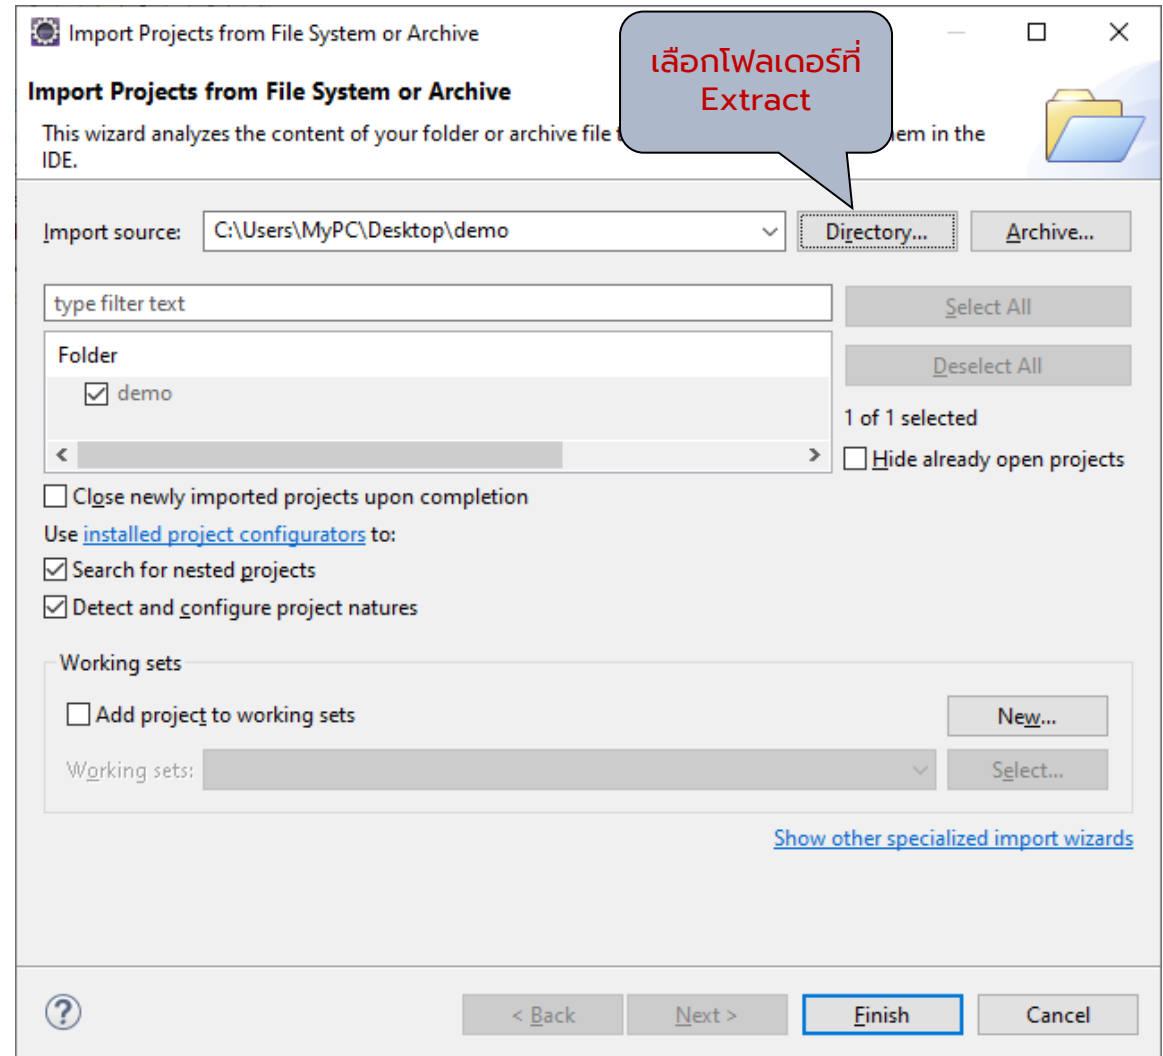 Import Projects from File System or Archive
เลือกโฟลเดอร์ที่
Extract
Import Projects from File System or Archive
This wizard analyzes the content of your folder or archive file
hem in the
IDE.
Import source:
C:\Users\MyPC\Desktop\demo
Directory...
Archive...
type filter text
Select All
Folder
Deselect All
demo
1 of 1 selected
Hide already open projects
Close newly imported projects upon completion
Use installed project configurators to:
Search for nested projects
Detect and configure project natures
Working sets
Add project to working sets
New...
Working sets:
Select...
Show other specialized import wizards
< Back
Next >
Finish
Cancel